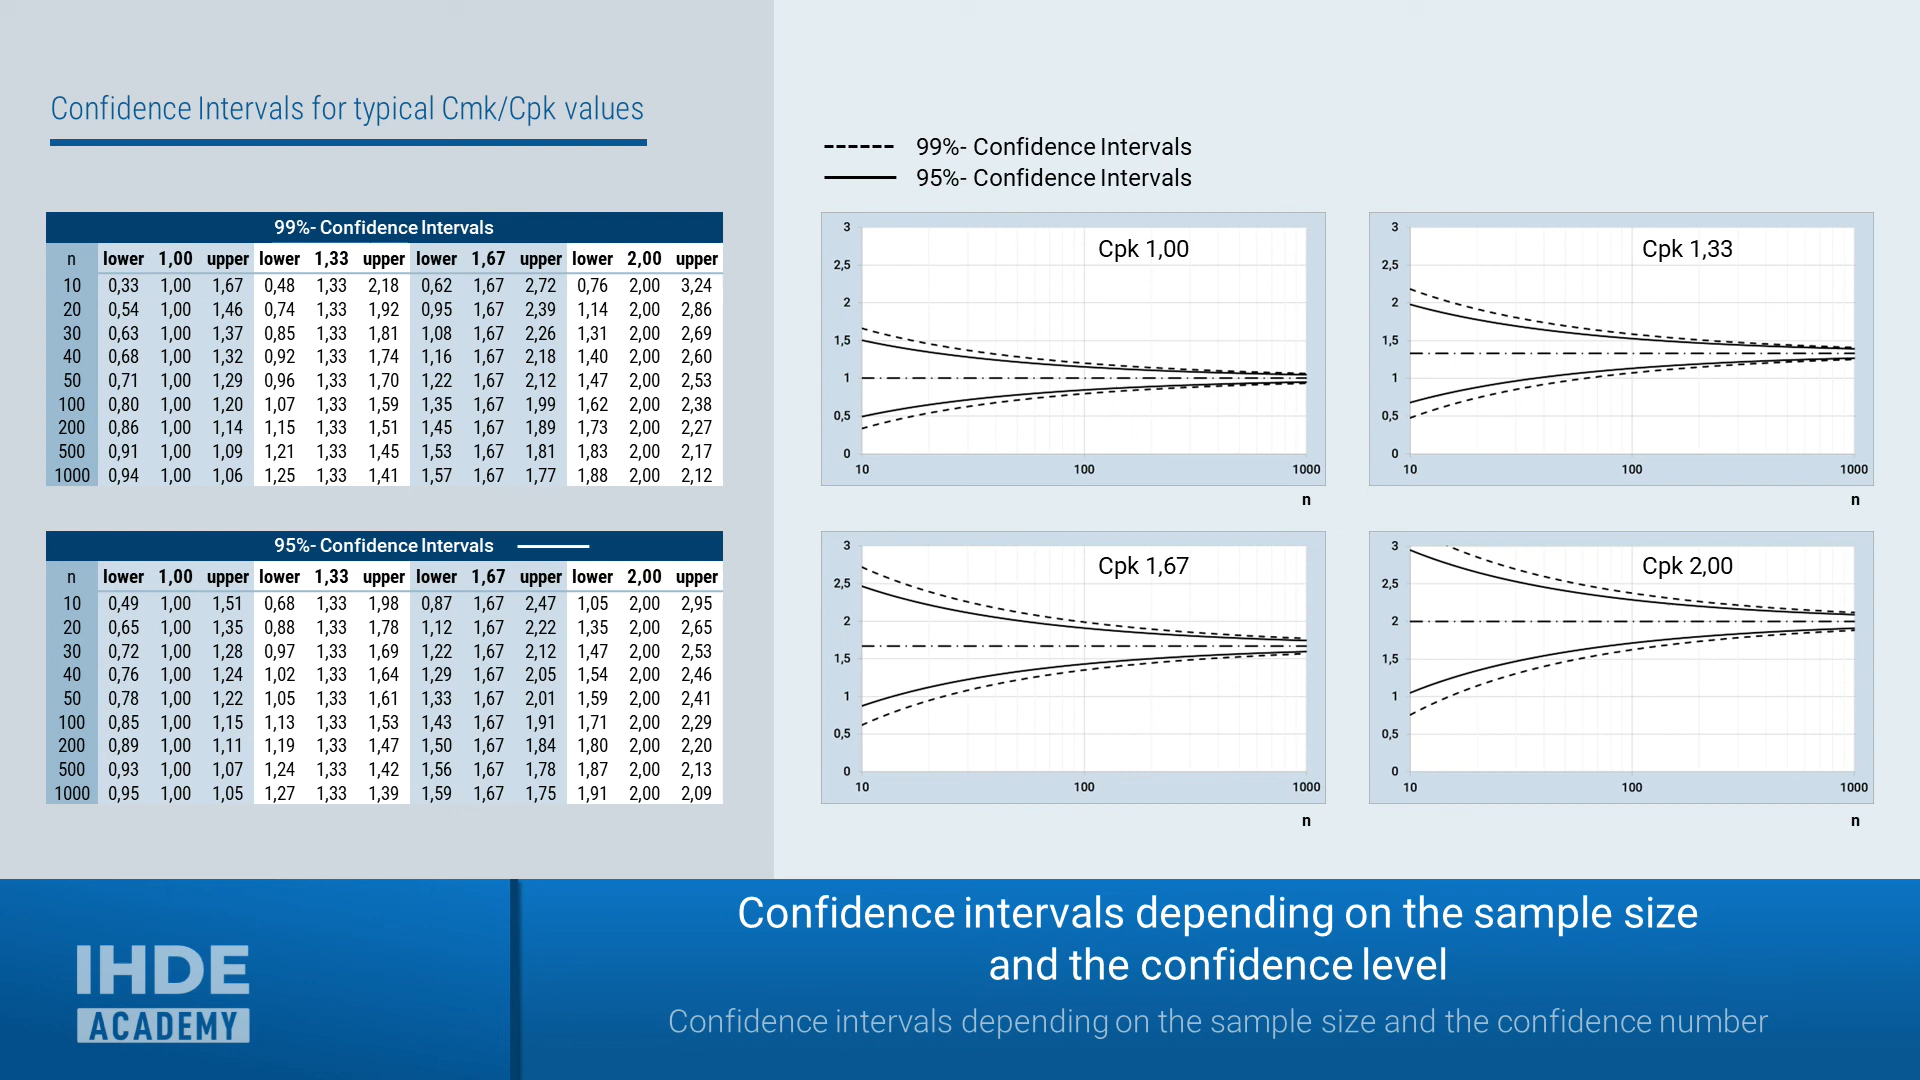 Confidence Intervals for typical Cmk/Cpk values
99%- Confidence Intervals
n lower 1,00 upper lower 1,33 upper lower 1,67 upper lower 2,00 upper
10 0,33 1,00 1,67 0,48 1,33 2,18 0,62 1,67 2,72 0,76 2,00 3,24
20 0,54 1,00 1,46 0,74 1,33 1,92 0,95 1,67 2,39 1,14 2,00 2,86
30 0,63 1,00 1,37 0,85 1,33 1,81 1,08 1,67 2,26 1,31 2,00 2,69
40 0,68 1,00 1,32 0,92 1,33 1,74 1,16 1,67 2,18 1,40 2,00 2,60
50 0,71 1,00 1,29 0,96 1,33 1,70 1,22 1,67 2,12 1,47 2,00 2,53
100 0,80 1,00 1,20 1,07 1,33 1,59 1,35 1,67 1,99 1,62 2,00 2,38
200 0,86 1,00 1,14 1,15 1,33 1,51 1,45 1,67 1,89 1,73 2,00 2,27
500 0,91 1,00 1,09 1,21 1,33 1,45 1,53 1,67 1,81 1,83 2,00 2,17
1000 0,94 1,00 1,06 1,25 1,33 1,41 1,57 1,67 1,77 1,88 2,00 2,12
95%- Confidence Intervals
n lower 1,00 upper lower 1,33 upper lower 1,67 upper lower 2,00 upper
10 0,49 1,00 1,51 0,68 1,33 1,98 0,87 1,67 2,47 1,05 2,00 2,95
20 0,65 1,00 1,35 0,88 1,33 1,78 1,12 1,67 2,22 1,35 2,00 2,65
30 0,72 1,00 1,28 0,97 1,33 1,69 1,22 1,67 2,12 1,47 2,00 2,53
40 0,76 1,00 1,24 1,02 1,33 1,64 1,29 1,67 2,05 1,54 2,00 2,46
50 0,78 1,00 1,22 1,05 1,33 1,61 1,33 1,67 2,01 1,59 2,00 2,41
100 0,85 1,00 1,15 1,13 1,33 1,53 1,43 1,67 1,91 1,71 2,00 2,29
200 0,89 1,00 1,11 1,19 1,33 1,47 1,50 1,67 1,84 1,80 2,00 2,20
500 0,93 1,00 1,07 1,24 1,33 1,42 1,56 1,67 1,78 1,87 2,00 2,13
1000 0,95 1,00 1,05 1,27 1,33 1,39 1,59 1,67 1,75 1,91 2,00 2,09
99%- Confidence Intervals
95%- Confidence Intervals
Cpk 1,00
3
2,5
2
1,5
1
0,5
0
10 100 1000
n
Cpk 1,33
3
2,5
2
1,5
1
0,5
0
10 100 1000
n
Cpk 1,67
3
2,5
2
1,5
1
0,5
0
10 100 1000
n
Cpk 2,00
3
2,5
2
1,5
1
0,5
0
10 100 1000
n
IHDE
ACADEMY
Confidence intervals depending on the sample size
and the confidence level
Confidence intervals depending on the sample size and the confidence number